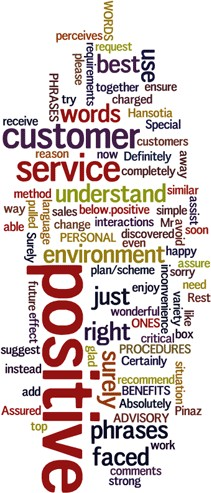 WORDS
perceives
request
best
use
please
requirements
PHRASES
together
ensure
try
charged
words
Hansotia
Special
receive
customer
customers
reason
now
Definitely
away
service
completely
method
understand
similar
assist
way
pulled
language
sales
below.positive
simple
soon
able
Surely
change
interactions
Mr
avoid
PERSONAL
discovered
even
environment
happy
assure
positive
plan/scheme
sorry
need
future
effect
just
enjoy
inconvenience
variety
Rest
like
wonderful
right
ONES
critical
box
suggest
glad
surely
PROCEDURES
Certainly
situation
instead
recommend
add
BENEFITS
Absolutely
Pinaz
Assured
ADVISORY
top
phrases
work
faced
comments
strong